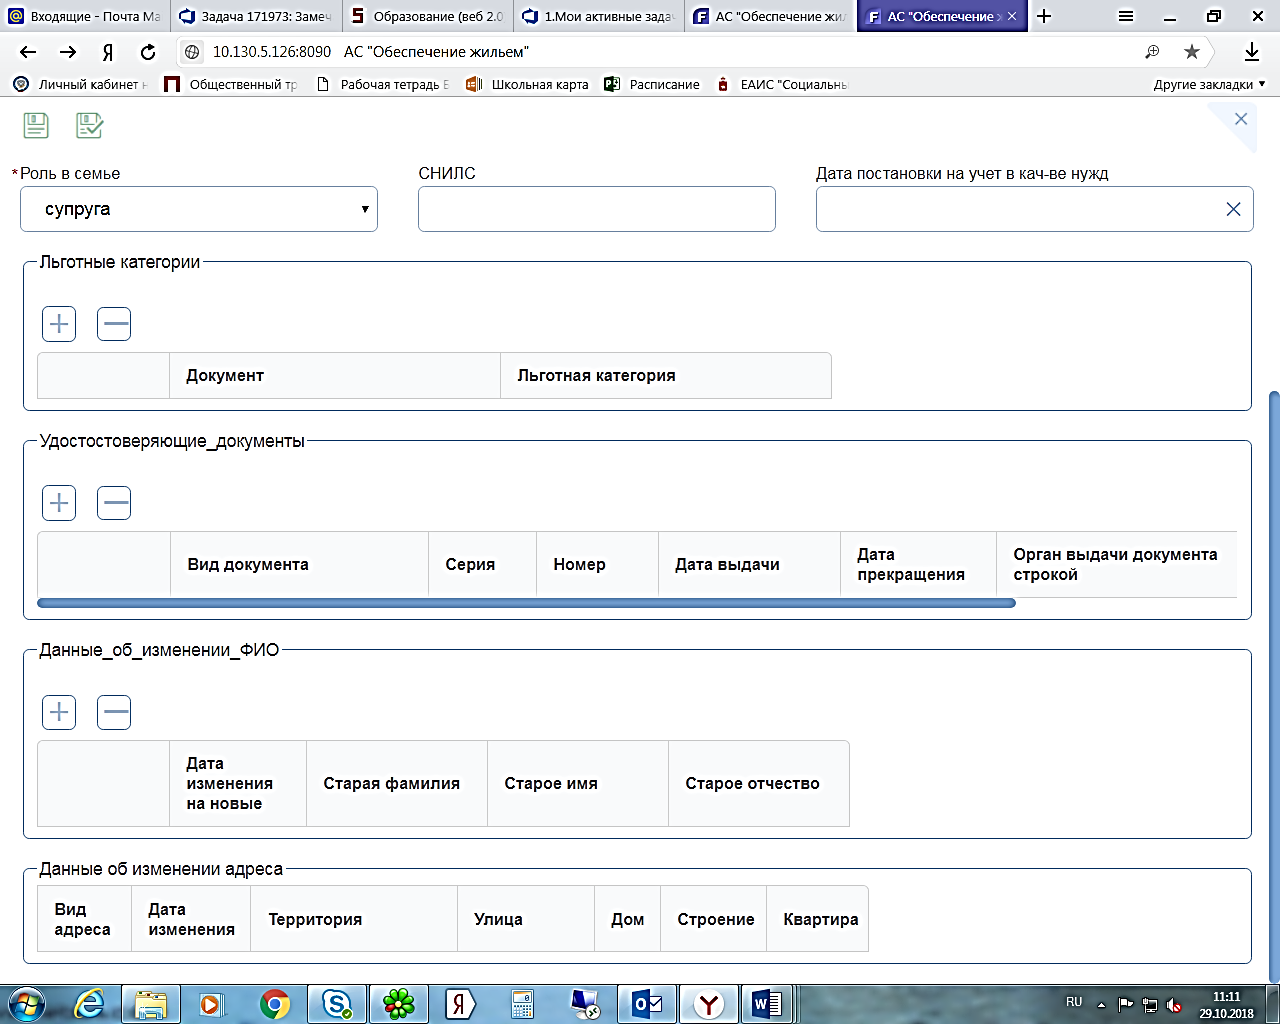 Входящие - Почта Ма
Задача 171973: Замеч
Образование (веб 2.0
1.Мои активные задач
АС "Обеспечение жил
АС "Обеспечение
10.130.5.126:8090 АС "Обеспечение жильем"
Личный кабинет
Общественный тр
Рабочая тетрадь
Школьная карта
Расписание
ЕАИС "Социальны
Другие закладки
*Роль в семье
СНИЛС
Дата постановки на учет в кач-ве нужд
супруга
Льготные категории
Документ
Льготная категория
Удостостоверяющие_документы
Вид документа
Серия
Номер
Дата выдачи
Дата
прекращения
Орган выдачи документа
строкой
Данные_об_изменении_ФИО
Дата
изменения
на новые
Старая фамилия
Старое имя
Старое отчество
Данные об изменении адреса
Вид
адреса
Дата
изменения
Территория
Улица
Дом
Строение
Квартира
RU
11:11
29.10.2018